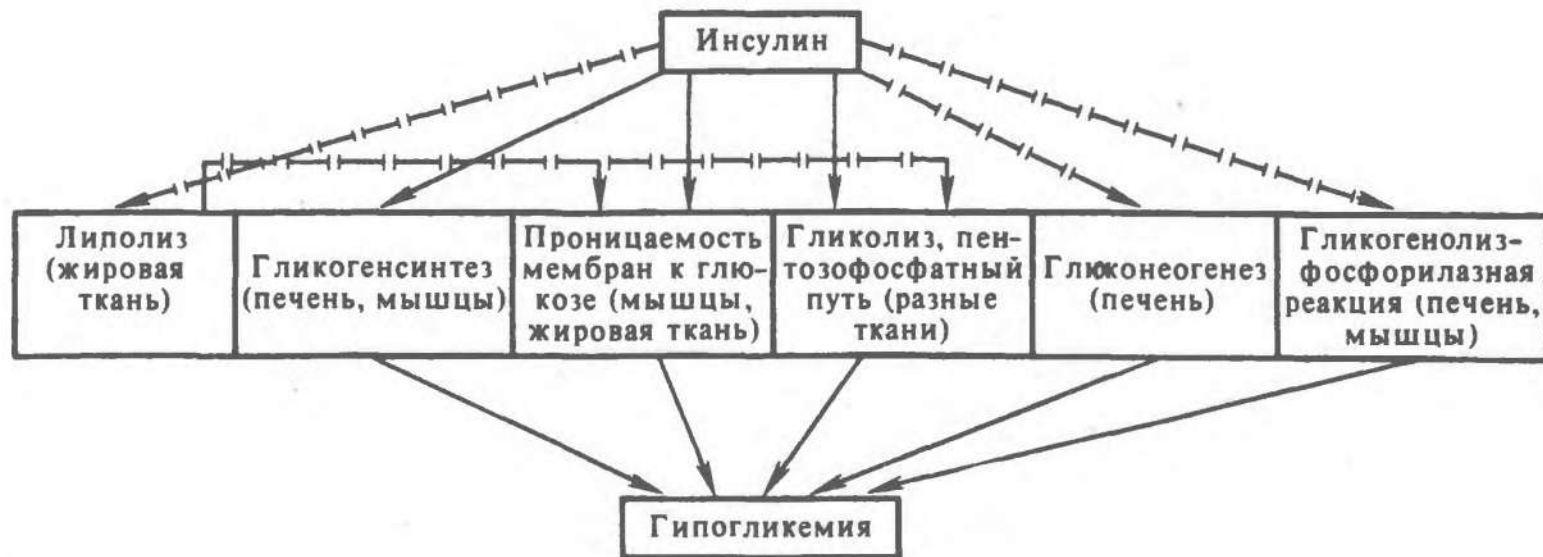 Инсулин
Липолиз
(жировая
ткань)
Гликогенсинтез
(печень, мышцы)
Проницаемость
мембран к глю-
козе (мышцы,
жировая ткань)
Гликолиз, пен-
тозофосфатный
путь (разные
ткани)
Глюконеогенез
(печень)
Гликогенолиз-
фосфорилазная
реакция (печень,
мышцы)
Гипогликемия